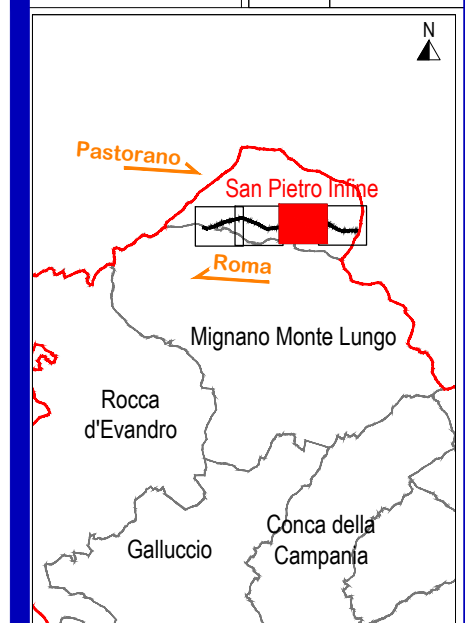 N
Pastorano
San Pietro Infine
Roma
Mignano Monte Lungo
Rocca
d'Evandro
Conca della
Campania
Galluccio